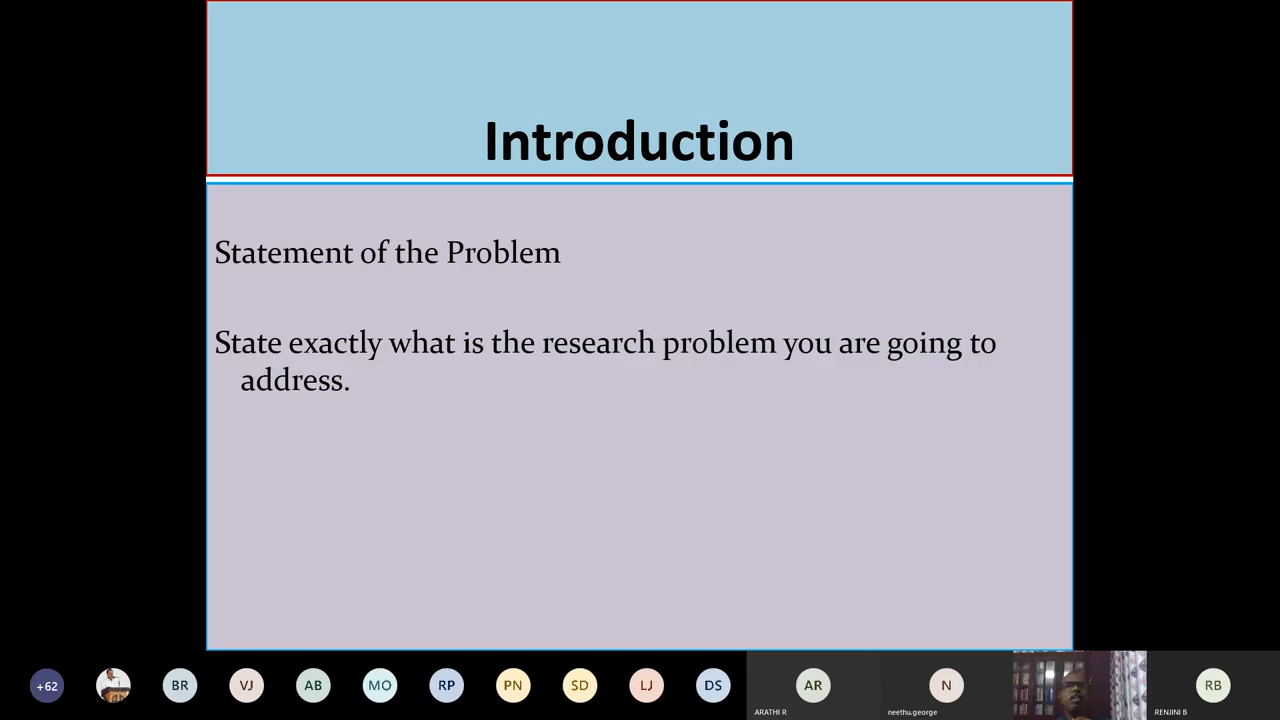 Introduction
Statement of the Problem
State exactly what is the research problem you are going to
address.
+62
BR
VJ
AB
MO
RP
PN
SD
LJ
DS
AR
ARATHI R
N
neethu.george
RB
RENJINI B